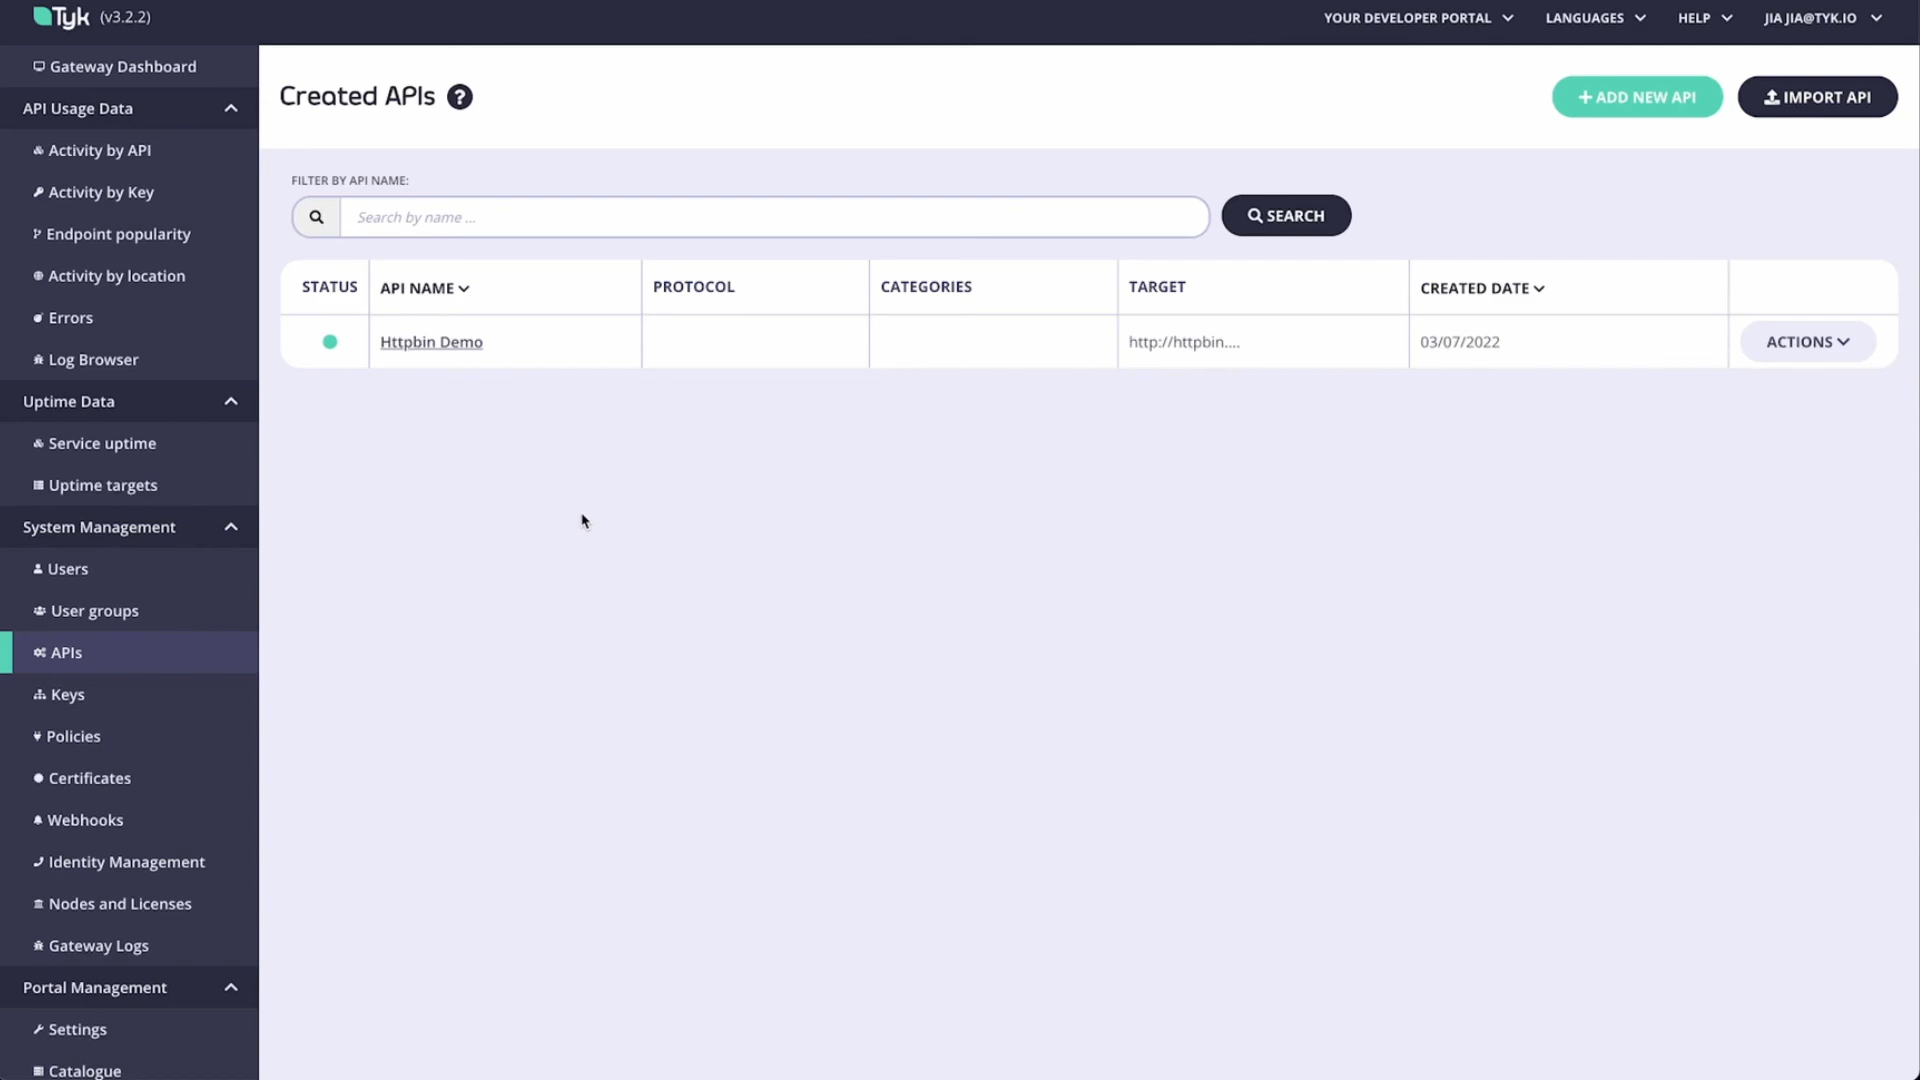 Tyk (v3.2.2)
YOUR DEVELOPER PORTAL LANGUAGES HELP JIA JIA@TYK.IO
Gateway Dashboard
API Usage Data
Activity by API
Activity by Key
Endpoint popularity
Activity by location
Errors
Log Browser
Uptime Data
Service uptime
Uptime targets
System Management
Users
User groups
APIs
Keys
Policies
Certificates
Webhooks
Identity Management
Nodes and Licenses
Gateway Logs
Portal Management
Settings
Catalogue
Created APIs ?
+ ADD NEW API
IMPORT API
FILTER BY API NAME:
Search by name ...
SEARCH
STATUS API NAME PROTOCOL CATEGORIES TARGET CREATED DATE
Httpbin Demo http://httpbin.... 03/07/2022 ACTIONS